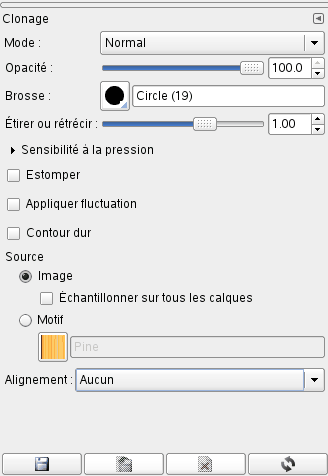 Clonage
Mode : Normal
Opacité : 100.0
Brosse : Circle (19)
Étirer ou rétrécir : 1.00
Sensibilité à la pression
Estomper
Appliquer fluctuation
Contour dur
Source
Image
Échantillonner sur tous les calques
Motif
Pine
Alignement : Aucun